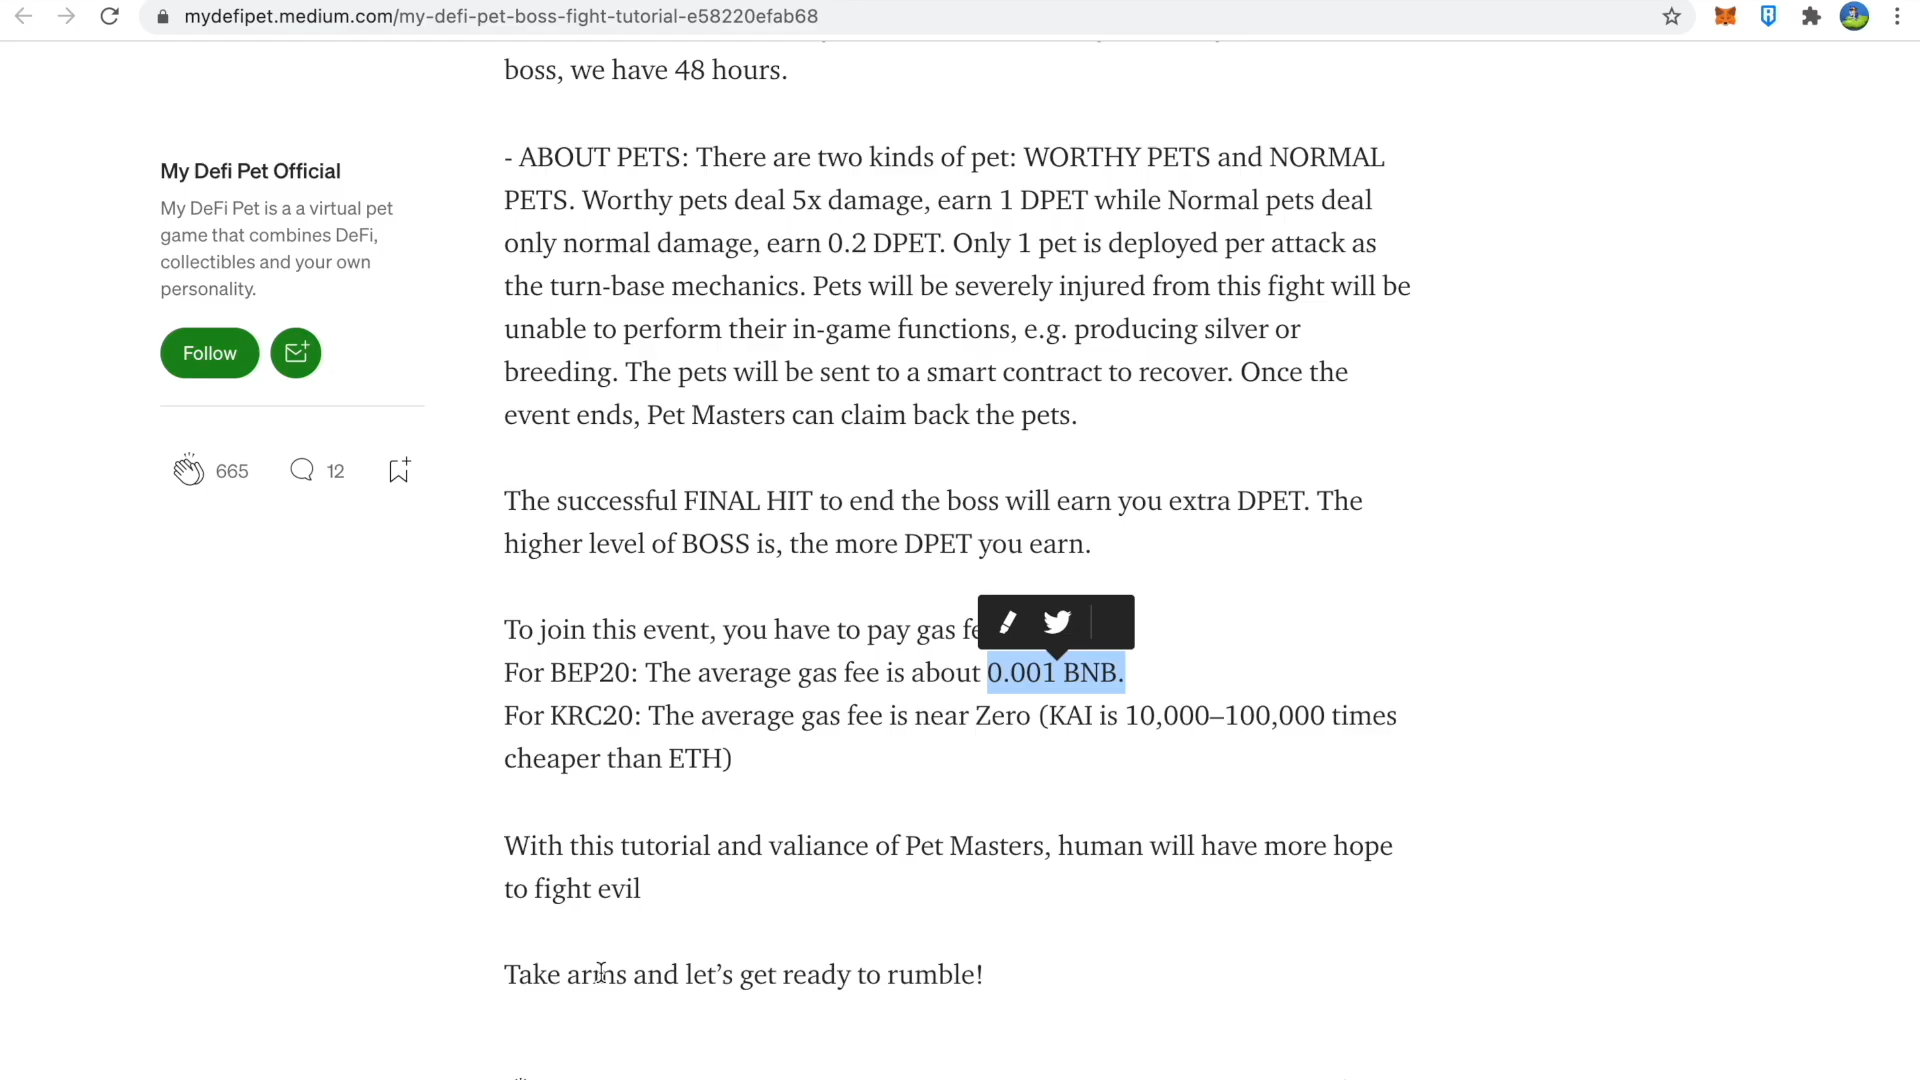 mydefipet.medium.com/my-defi-pet-boss-fight-tutorial-e58220efab68
boss, we have 48 hours.
My Defi Pet Official
My DeFi Pet is a a virtual pet
game that combines DeFi,
collectibles and your own
personality.
Follow
665
12
- ABOUT PETS: There are two kinds of pet: WORTHY PETS and NORMAL
PETS. Worthy pets deal 5x damage, earn 1 DPET while Normal pets deal
only normal damage, earn 0.2 DPET. Only 1 pet is deployed per attack as
the turn-base mechanics. Pets will be severely injured from this fight will be
unable to perform their in-game functions, e.g. producing silver or
breeding. The pets will be sent to a smart contract to recover. Once the
event ends, Pet Masters can claim back the pets.
The successful FINAL HIT to end the boss will earn you extra DPET. The
higher level of BOSS is, the more DPET you earn.
To join this event, you have to pay gas
For BEP20: The average gas fee is about 0.001 BNB.
For KRC20: The average gas fee is near Zero (KAI is 10,000–100,000 times
cheaper than ETH)
With this tutorial and valiance of Pet Masters, human will have more hope
to fight evil
Take arms and let’s get ready to rumble!